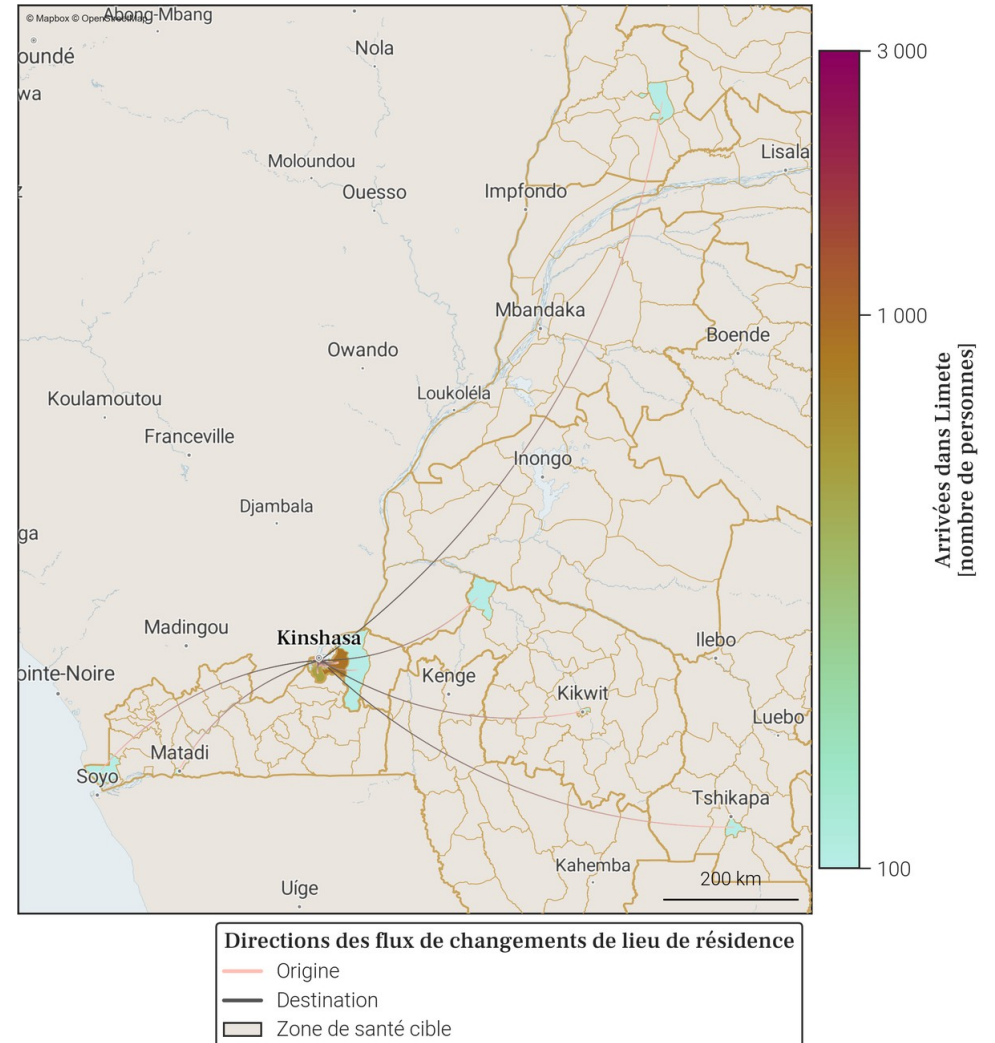 © Mapbox © OpenStreetMap
Abong-Mbang
Nola
oundé
wa
Moloundou
Lisala
Ouesso
Impfondo
Mbandaka
Boende
Owando
Koulamoutou
Loukoléla
Franceville
Inongo
Djambala
ga
Madingou
Kinshasa
Ilebo
ointe-Noire
Kenge
Kikwit
Luebo
Matadi
Soyo
Tshikapa
Kahemba
Uíge
200 km
3 000
1 000
100
Arrivées dans Limete
[nombre de personnes]
Directions des flux de changements de lieu de résidence
Origine
Destination
Zone de santé cible